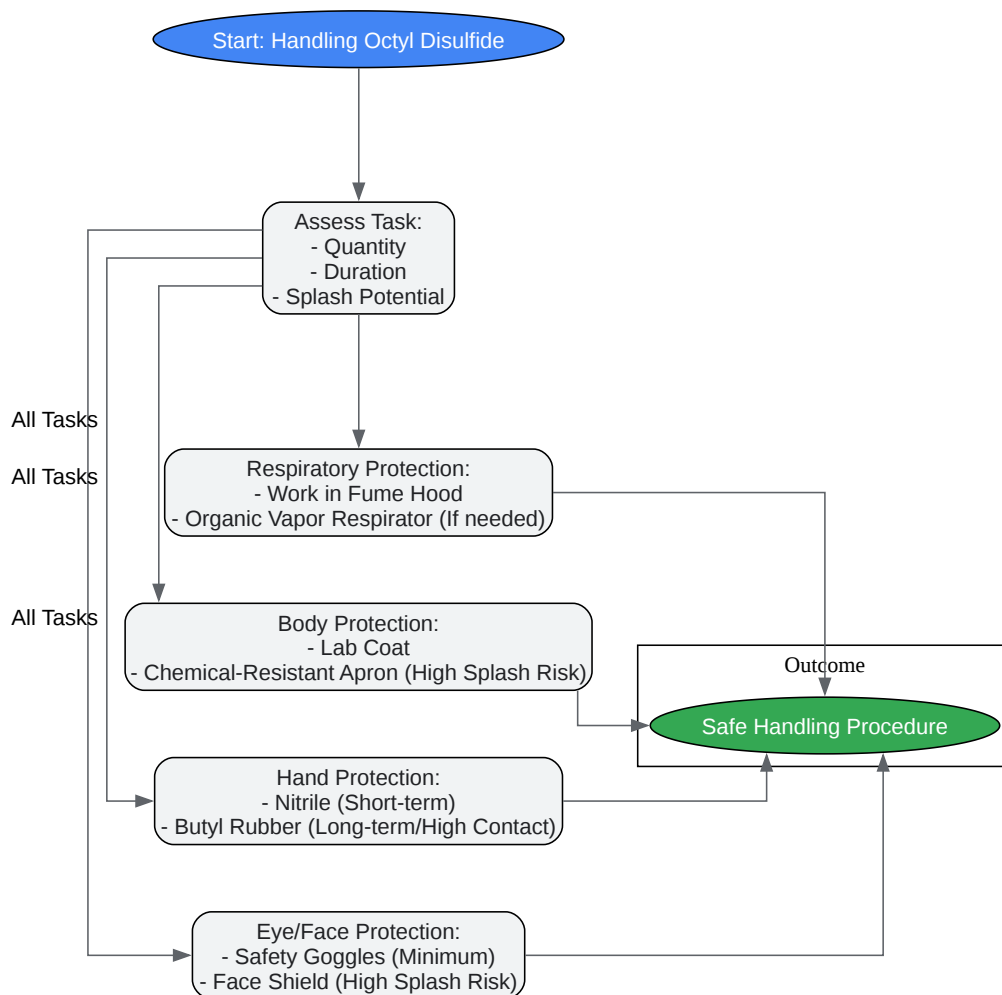 Start: Handling Octyl Disulfide
Assess Task:
- Quantity
- Duration
- Splash Potential
All Tasks
All Tasks
Respiratory Protection:
- Work in Fume Hood
- Organic Vapor Respirator (If needed)
All Tasks
Body Protection:
- Lab Coat
- Chemical-Resistant Apron (High Splash Risk)
Outcome
Safe Handling Procedure
Hand Protection:
- Nitrile (Short-term)
- Butyl Rubber (Long-term/High Contact)
Eye/Face Protection:
- Safety Goggles (Minimum)
- Face Shield (High Splash Risk)